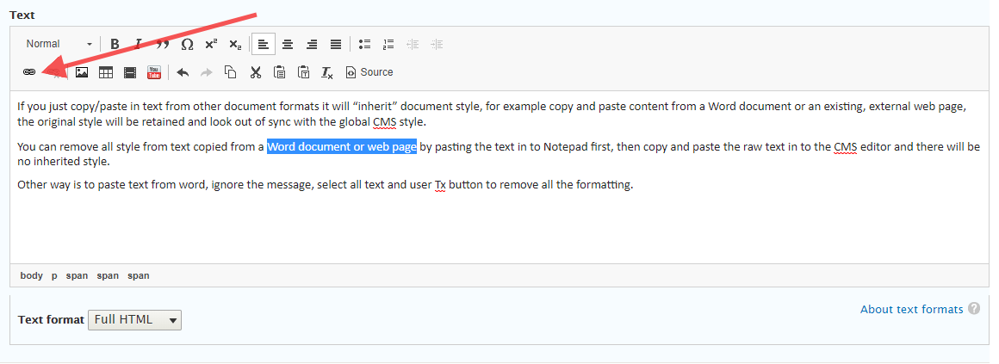 Text
Normal B I ” Ω x² x₂
You Tube Tx Source
If you just copy/paste in text from other document formats it will “inherit” document style, for example copy and paste content from a Word document or an existing, external web page,
the original style will be retained and look out of sync with the global CMS style.
You can remove all style from text copied from a Word document or web page by pasting the text in to Notepad first, then copy and paste the raw text in to the CMS editor and there will be
no inherited style.
Other way is to paste text from word, ignore the message, select all text and user Tx button to remove all the formatting.
body p span span span
About text formats ?
Text format Full HTML